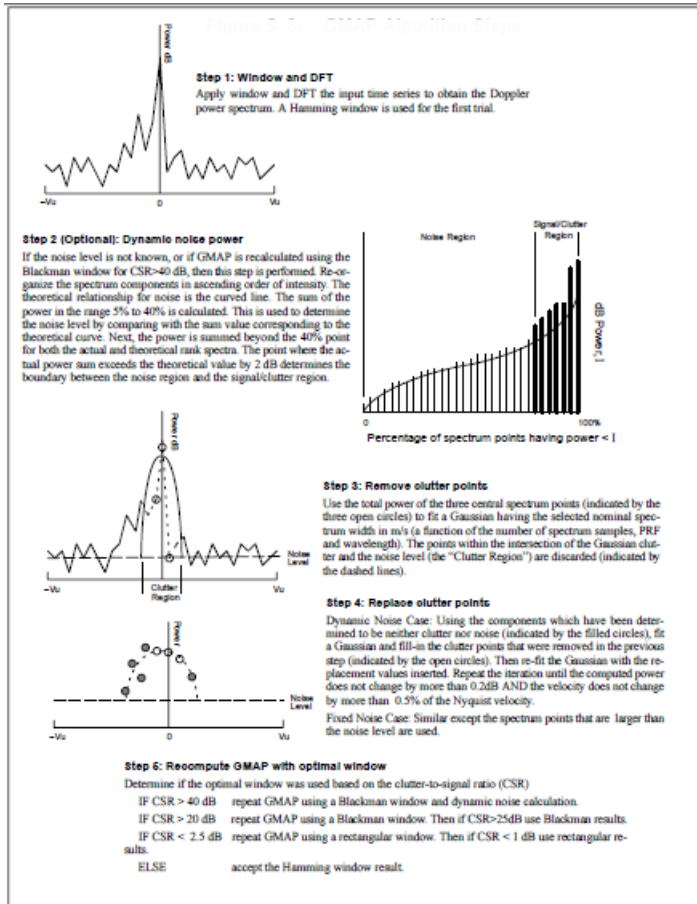 Figure 5-8: GMAP Algorithm Steps
Power dB
Step 1: Window and DFT
Apply window and DFT the input time series to obtain the Doppler
power spectrum. A Hamming window is used for the first trial.
–Vu
0
Vu
Step 2 (Optional): Dynamic noise power
If the noise level is not known, or if GMAP is recalculated using the
Blackman window for CSR>40 dB, then this step is performed. Re-
organize the spectrum components in ascending order of intensity. The
theoretical relationship for noise is the curved line. The sum of the
power in the range 5% to 40% is calculated. This is used to determine
the noise level by comparing with the sum value corresponding to the
theoretical curve. Next, the power is summed beyond the 40% point
for both the actual and theoretical rank spectra. The point where the ac-
tual power sum exceeds the theoretical value by 2 dB determines the
boundary between the noise region and the signal/clutter region.
Noise Region
Signal/Clutter
Region
dB Power, I
0
100%
Percentage of spectrum points having power < I
Power dB
Noise
Level
–Vu
Clutter
Region
Vu
Step 3: Remove clutter points
Use the total power of the three central spectrum points (indicated by the
three open circles) to fit a Gaussian having the selected nominal spec-
trum width in m/s (a function of the number of spectrum samples, PRF
and wavelength). The points within the intersection of the Gaussian clut-
ter and the noise level (the “Clutter Region”) are discarded (indicated by
the dashed lines).
Power
Noise
Level
–Vu
0
Vu
Step 4: Replace clutter points
Dynamic Noise Case: Using the components which have been deter-
mined to be neither clutter nor noise (indicated by the filled circles), fit
a Gaussian and fill-in the clutter points that were removed in the previous
step (indicated by the open circles). Then re-fit the Gaussian with the re-
placement values inserted. Repeat the iteration until the computed power
does not change by more than 0.2dB AND the velocity does not change
by more than 0.5% of the Nyquist velocity.
Fixed Noise Case: Similar except the spectrum points that are larger than
the noise level are used.
Step 5: Recompute GMAP with optimal window
Determine if the optimal window was used based on the clutter-to-signal ratio (CSR)
IF CSR > 40 dB repeat GMAP using a Blackman window and dynamic noise calculation.
IF CSR > 20 dB repeat GMAP using a Blackman window. Then if CSR>25dB use Blackman results.
IF CSR < 2.5 dB repeat GMAP using a rectangular window. Then if CSR < 1 dB use rectangular re-
sults.
ELSE accept the Hamming window result.